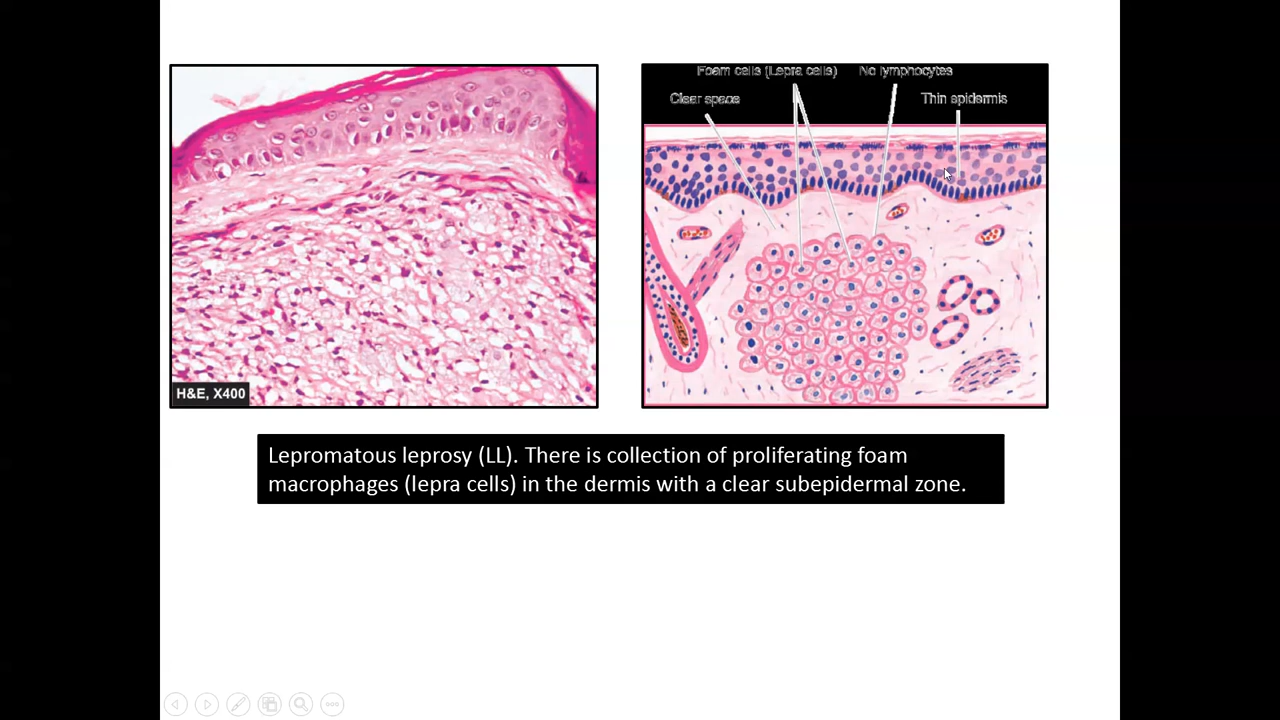 Foam cells (Lepra cells) No lymphocytes
Clear space Thin epidermis
H&E, X400
Lepromatous leprosy (LL). There is collection of proliferating foam
macrophages (lepra cells) in the dermis with a clear subepidermal zone.